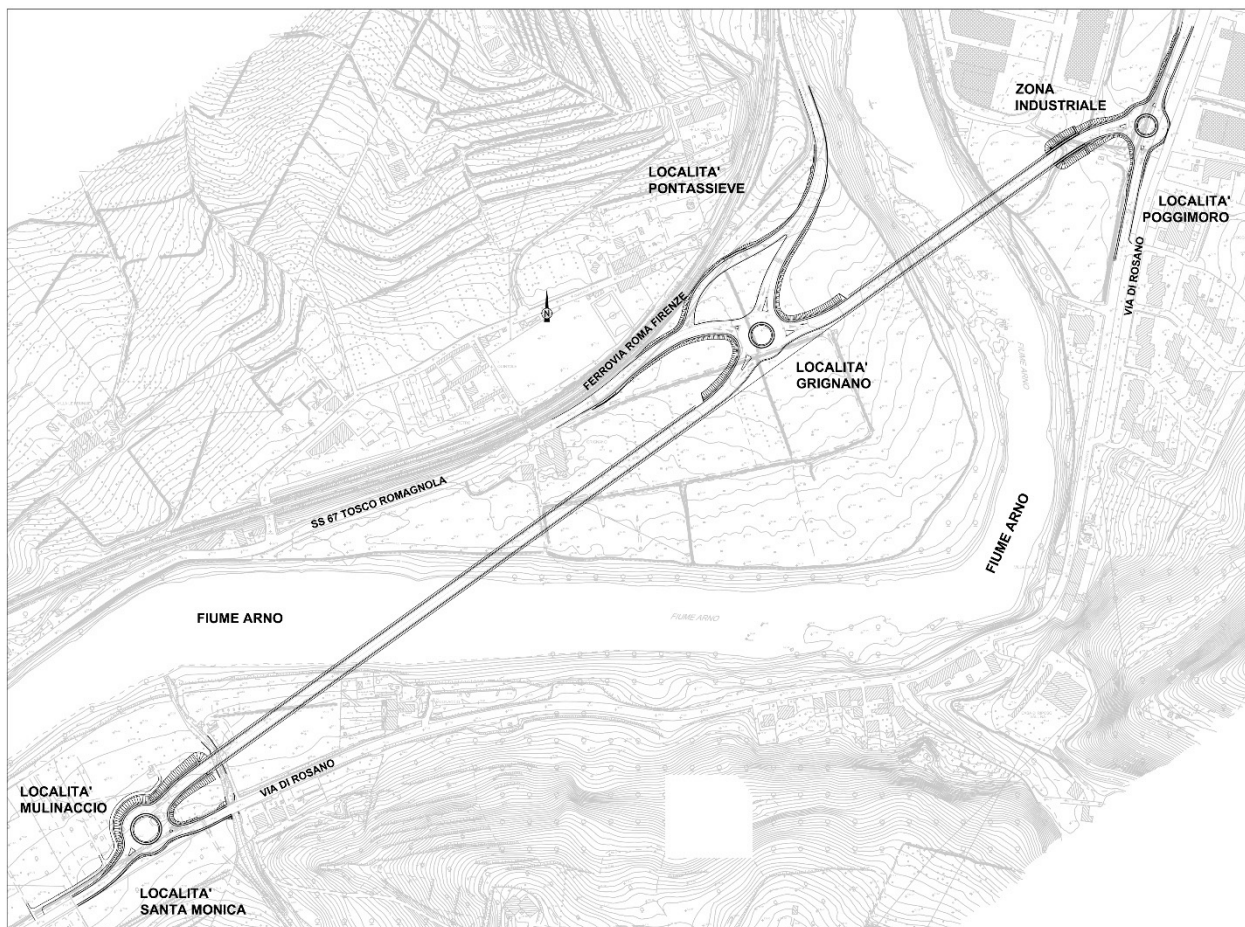 ZONA
INDUSTRIALE
LOCALITA'
PONTASSIEVE
LOCALITA'
POGGIMORO
VIA DI ROSANO
N
FERROVIA ROMA FIRENZE
LOCALITA'
GRIGNANO
FIUME ARNO
SS 67 TOSCO ROMAGNOLA
FIUME ARNO
FIUME ARNO
FIUME ARNO
VIA DI ROSANO
LOCALITA'
MULINACCIO
LOCALITA'
SANTA MONICA